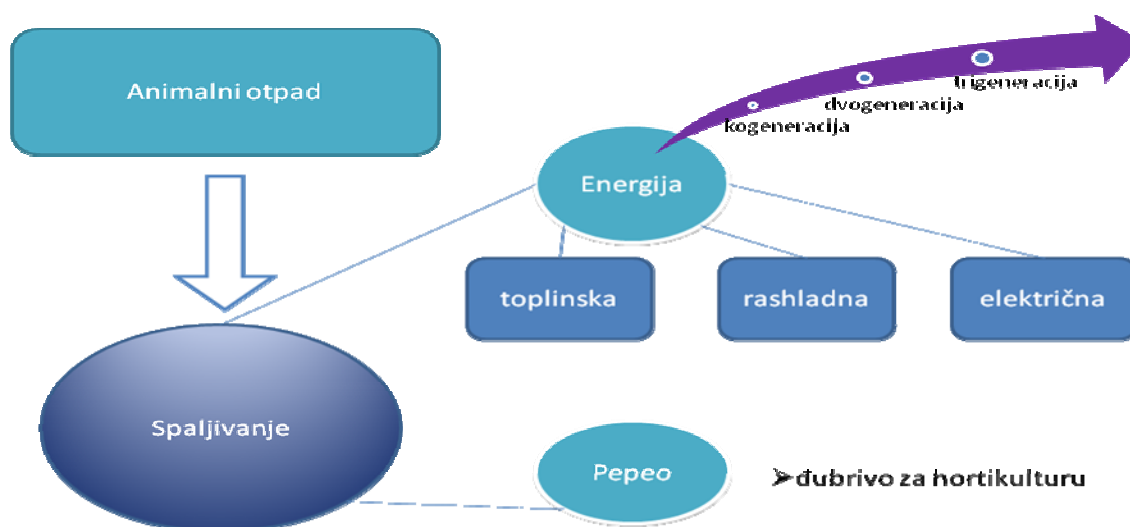 Animalni otpad
trigeneracija
dvogeneracija
kogeneracija
Energija
toplinska
rashladna
električna
Spaljivanje
Pepeo
➢đubrivo za hortikulturu